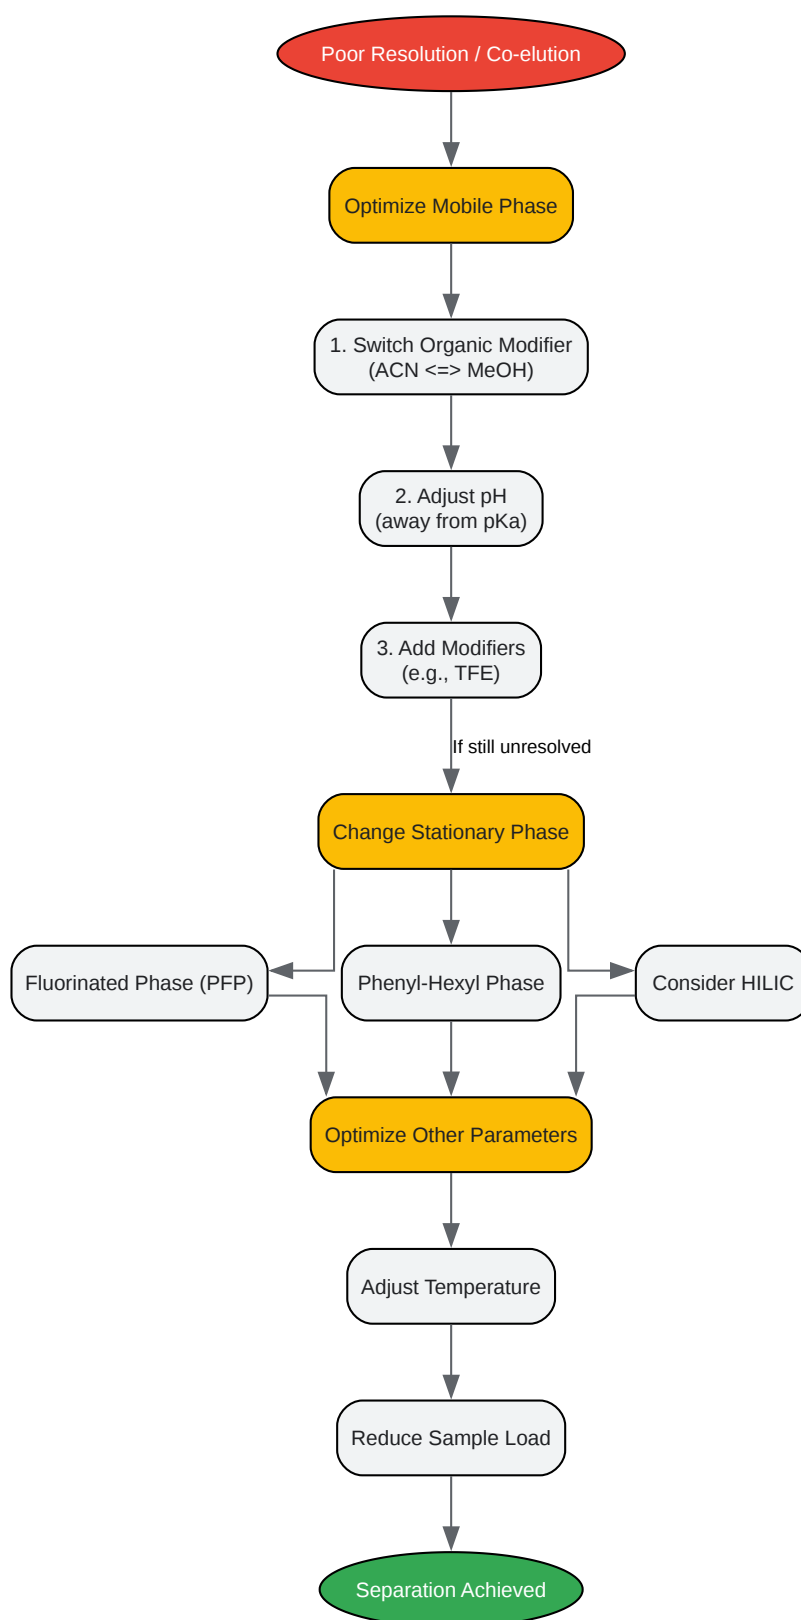 Poor Resolution / Co-elution
Optimize Mobile Phase
1. Switch Organic Modifier
(ACN <=> MeOH)
2. Adjust pH
(away from pKa)
3. Add Modifiers
(e.g., TFE)
If still unresolved
Change Stationary Phase
Fluorinated Phase (PFP)
Phenyl-Hexyl Phase
Consider HILIC
Optimize Other Parameters
Adjust Temperature
Reduce Sample Load
Separation Achieved